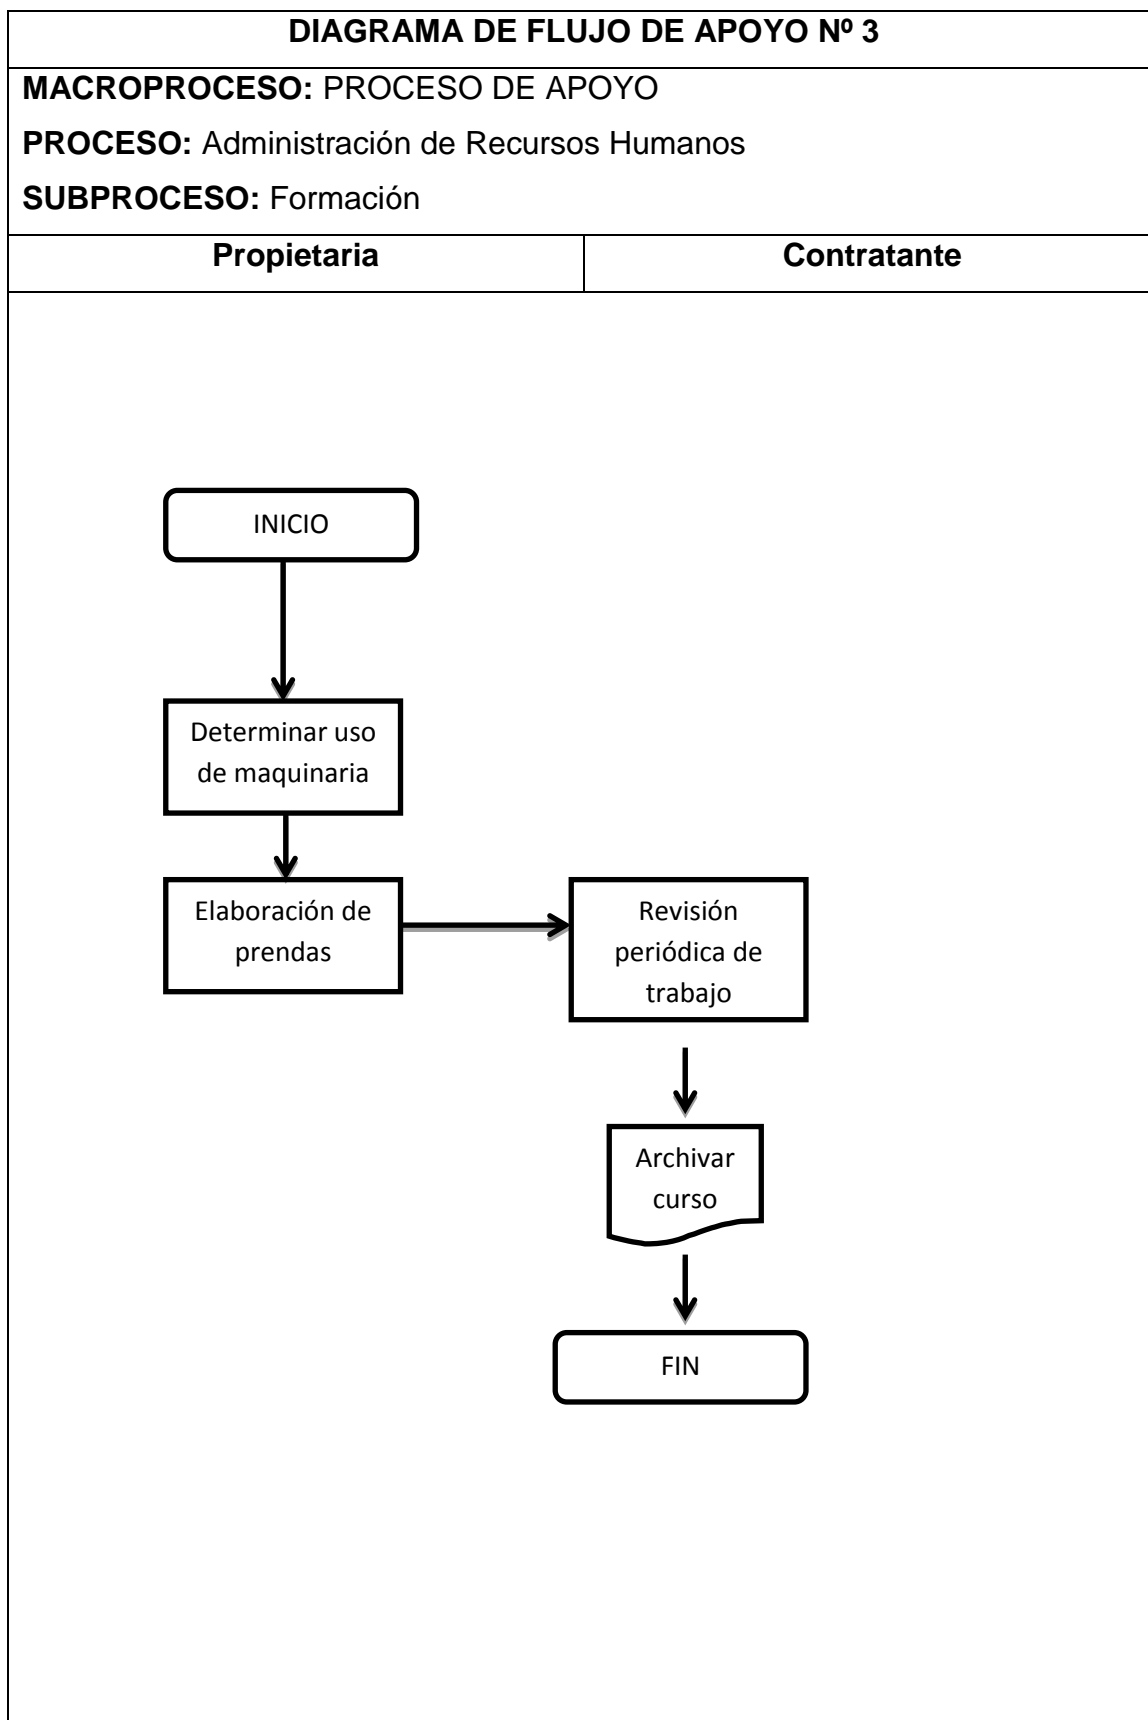 DIAGRAMA DE FLUJO DE APOYO Nº 3
MACROPROCESO: PROCESO DE APOYO
PROCESO: Administración de Recursos Humanos
SUBPROCESO: Formación
Propietaria
Contratante
INICIO
Determinar uso
de maquinaria
Elaboración de
prendas
Revisión
periódica de
trabajo
Archivar
curso
FIN